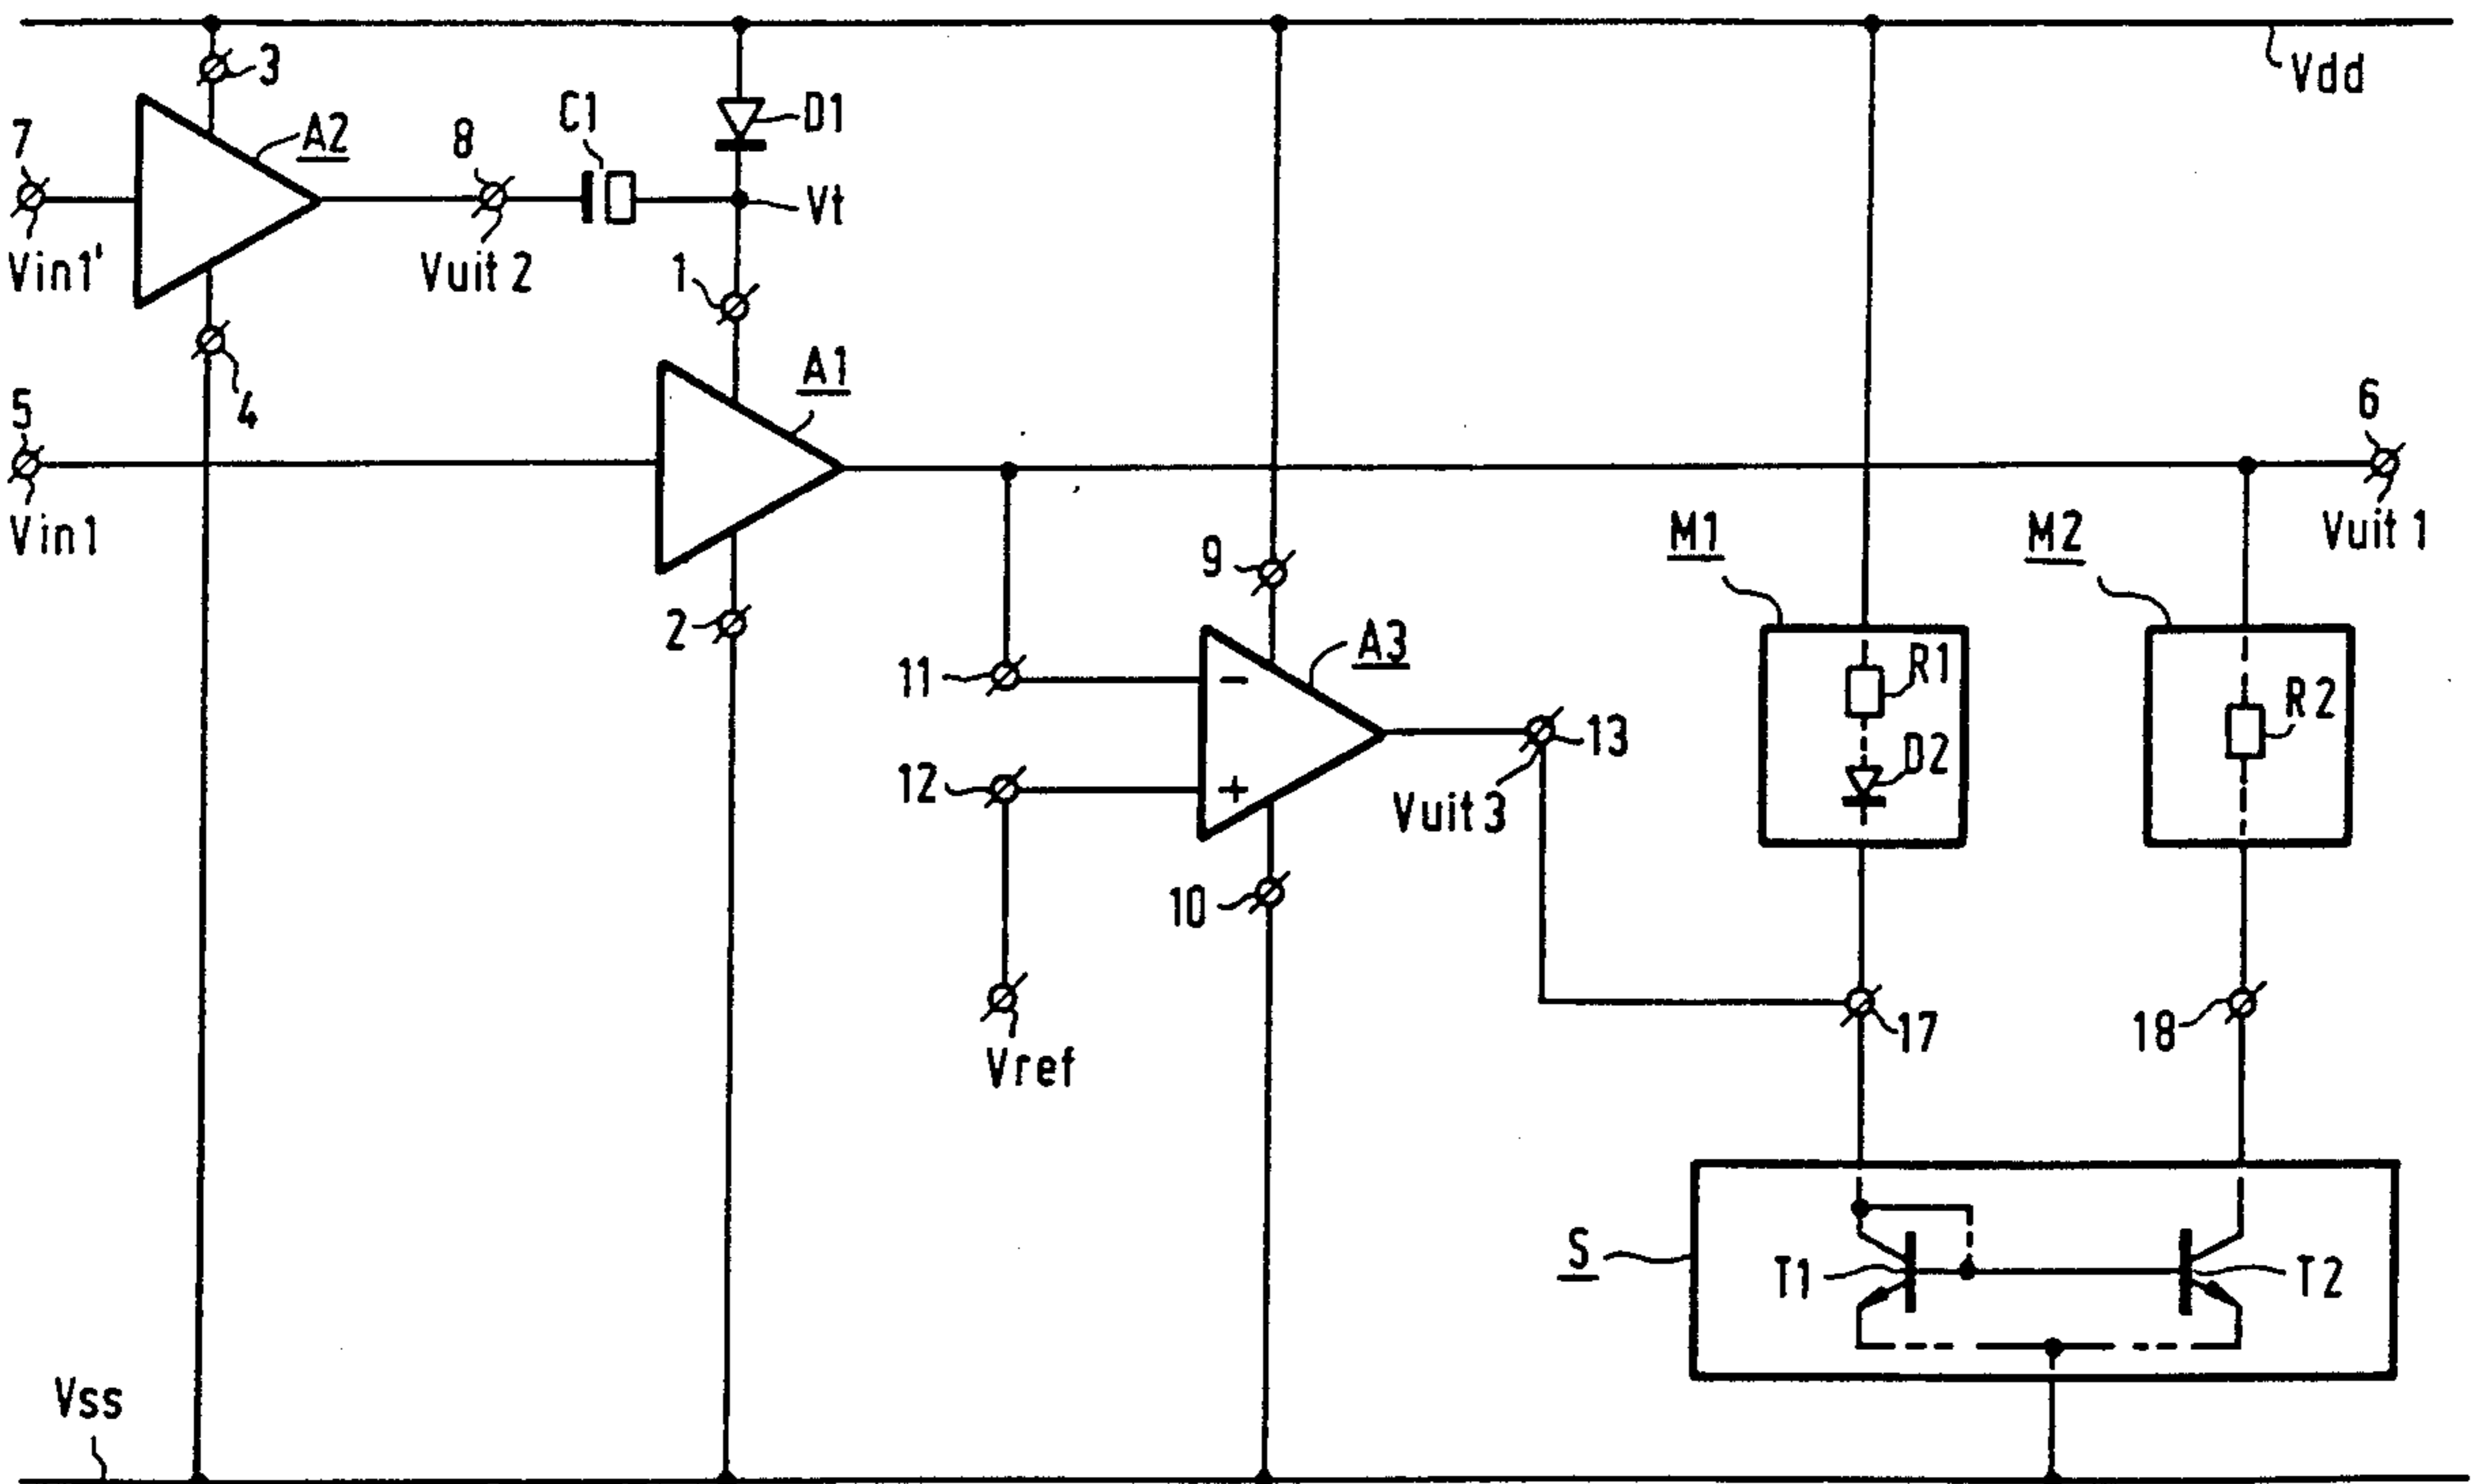 Vdd
3
A2
7
8
C1
D1
Vt
Vin1'
Vuit 2
1
4
A1
5
6
Vin1
Vuit 1
M1
M2
9
2
A3
11
-
R1
R2
12
+
13
D2
Vuit 3
10
17
18
Vref
S
T1
T2
Vss